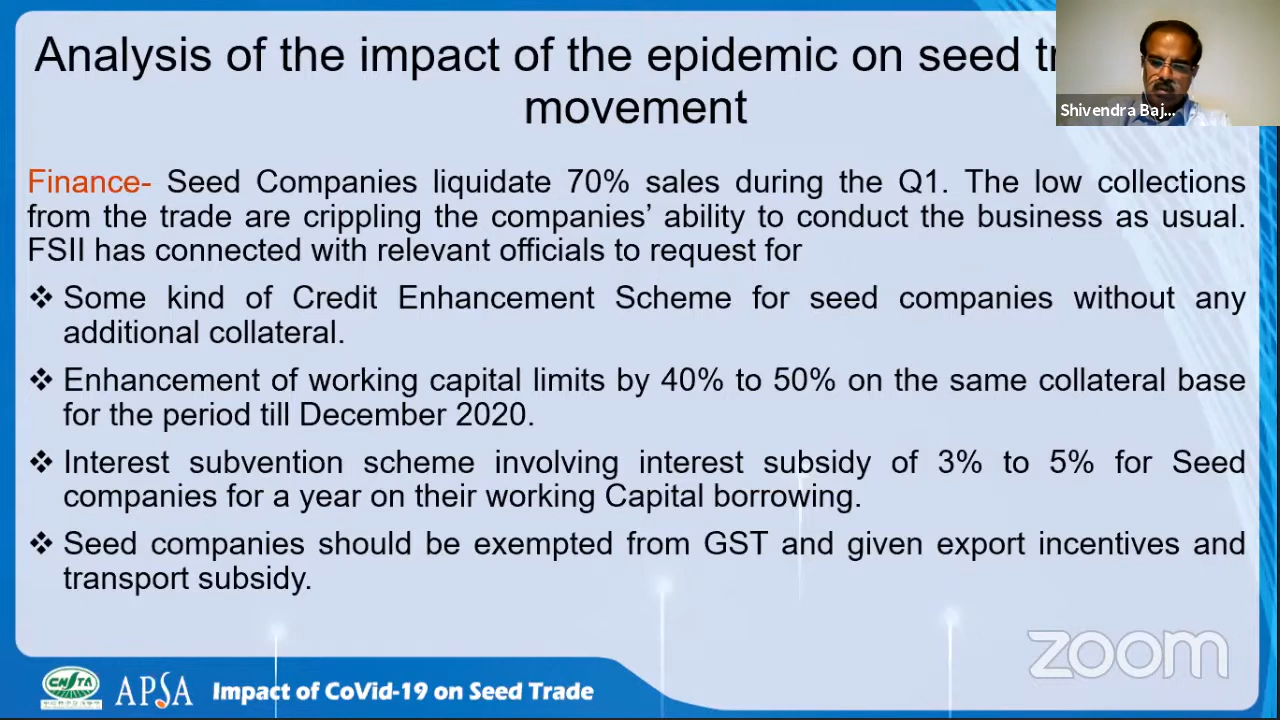 Analysis of the impact of the epidemic on seed
movement
Shivendra Baj...
Finance- Seed Companies liquidate 70% sales during the Q1. The low collections
from the trade are crippling the companies’ ability to conduct the business as usual.
FSII has connected with relevant officials to request for
❖ Some kind of Credit Enhancement Scheme for seed companies without any
additional collateral.
❖ Enhancement of working capital limits by 40% to 50% on the same collateral base
for the period till December 2020.
❖ Interest subvention scheme involving interest subsidy of 3% to 5% for Seed
companies for a year on their working Capital borrowing.
❖ Seed companies should be exempted from GST and given export incentives and
transport subsidy.
zoom
CNSTA APSA Impact of CoVid-19 on Seed Trade